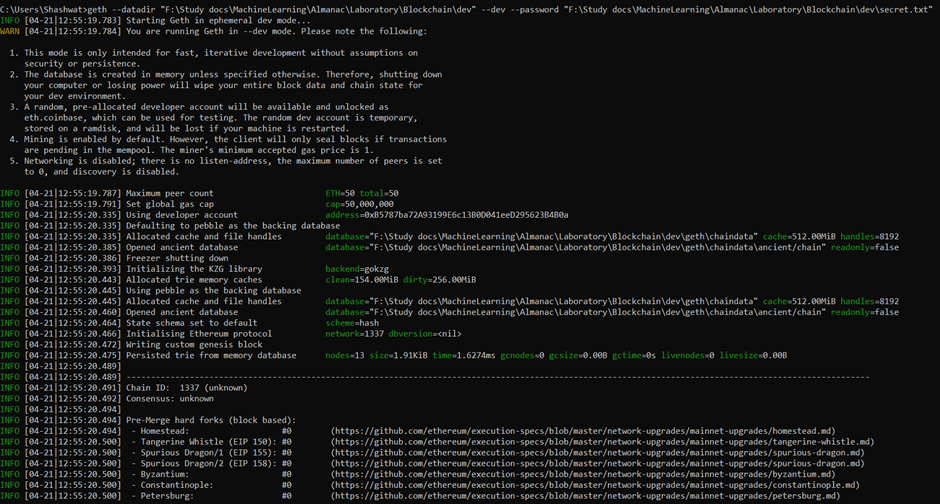 C:\Users\Shashwat>geth --datadir "F:\Study docs\MachineLearning\Almanac\Laboratory\Blockchain\dev" --dev --password "F:\Study docs\MachineLearning\Almanac\Laboratory\Blockchain\dev\secret.txt"
INFO [04-21|12:55:19.783] Starting Geth in ephemeral dev mode...
WARN [04-21|12:55:19.784] You are running Geth in --dev mode. Please note the following:
1. This mode is only intended for fast, iterative development without assumptions on
security or persistence.
2. The database is created in memory unless specified otherwise. Therefore, shutting down
your computer or losing power will wipe your entire block data and chain state for
your dev environment.
3. A random, pre-allocated developer account will be available and unlocked as
eth.coinbase, which can be used for testing. The random dev account is temporary,
stored on a ramdisk, and will be lost if your machine is restarted.
4. Mining is enabled by default. However, the client will only seal blocks if transactions
are pending in the mempool. The miner's minimum accepted gas price is 1.
5. Networking is disabled; there is no listen-address, the maximum number of peers is set
to 0, and discovery is disabled.
INFO [04-21|12:55:19.787] Maximum peer count ETH=50 total=50
INFO [04-21|12:55:19.791] Set global gas cap cap=50,000,000
INFO [04-21|12:55:20.335] Using developer account address=0xB5787ba72A93199E6c13B0D041eeD295623B4B0a
INFO [04-21|12:55:20.335] Defaulting to pebble as the backing database
INFO [04-21|12:55:20.335] Allocated cache and file handles database="F:\Study docs\MachineLearning\Almanac\Laboratory\Blockchain\dev\geth\chaindata" cache=512.00MiB handles=8192
INFO [04-21|12:55:20.385] Opened ancient database database="F:\Study docs\MachineLearning\Almanac\Laboratory\Blockchain\dev\geth\chaindata\ancient/chain" readonly=false
INFO [04-21|12:55:20.386] Freezer shutting down
INFO [04-21|12:55:20.393] Initializing the KZG library backend=gokzg
INFO [04-21|12:55:20.443] Allocated trie memory caches clean=154.00MiB dirty=256.00MiB
INFO [04-21|12:55:20.445] Using pebble as the backing database
INFO [04-21|12:55:20.445] Allocated cache and file handles database="F:\Study docs\MachineLearning\Almanac\Laboratory\Blockchain\dev\geth\chaindata" cache=512.00MiB handles=8192
INFO [04-21|12:55:20.460] Opened ancient database database="F:\Study docs\MachineLearning\Almanac\Laboratory\Blockchain\dev\geth\chaindata\ancient/chain" readonly=false
INFO [04-21|12:55:20.464] State schema set to default scheme=hash
INFO [04-21|12:55:20.466] Initialising Ethereum protocol network=1337 dbversion=<nil>
INFO [04-21|12:55:20.472] Writing custom genesis block
INFO [04-21|12:55:20.475] Persisted trie from memory database nodes=13 size=1.91KiB time=1.6274ms gcnodes=0 gcsize=0.00B gctime=0s livenodes=0 livesize=0.00B
INFO [04-21|12:55:20.489]
INFO [04-21|12:55:20.489] ---------------------------------------------------------------------------------------------------------------------------------------------------------
INFO [04-21|12:55:20.491] Chain ID: 1337 (unknown)
INFO [04-21|12:55:20.492] Consensus: unknown
INFO [04-21|12:55:20.494]
INFO [04-21|12:55:20.494] Pre-Merge hard forks (block based):
INFO [04-21|12:55:20.494] - Homestead: #0 (https://github.com/ethereum/execution-specs/blob/master/network-upgrades/mainnet-upgrades/homestead.md)
INFO [04-21|12:55:20.500] - Tangerine Whistle (EIP 150): #0 (https://github.com/ethereum/execution-specs/blob/master/network-upgrades/mainnet-upgrades/tangerine-whistle.md)
INFO [04-21|12:55:20.500] - Spurious Dragon/1 (EIP 155): #0 (https://github.com/ethereum/execution-specs/blob/master/network-upgrades/mainnet-upgrades/spurious-dragon.md)
INFO [04-21|12:55:20.500] - Spurious Dragon/2 (EIP 158): #0 (https://github.com/ethereum/execution-specs/blob/master/network-upgrades/mainnet-upgrades/spurious-dragon.md)
INFO [04-21|12:55:20.500] - Byzantium: #0 (https://github.com/ethereum/execution-specs/blob/master/network-upgrades/mainnet-upgrades/byzantium.md)
INFO [04-21|12:55:20.500] - Constantinople: #0 (https://github.com/ethereum/execution-specs/blob/master/network-upgrades/mainnet-upgrades/constantinople.md)
INFO [04-21|12:55:20.500] - Petersburg: #0 (https://github.com/ethereum/execution-specs/blob/master/network-upgrades/mainnet-upgrades/petersburg.md)